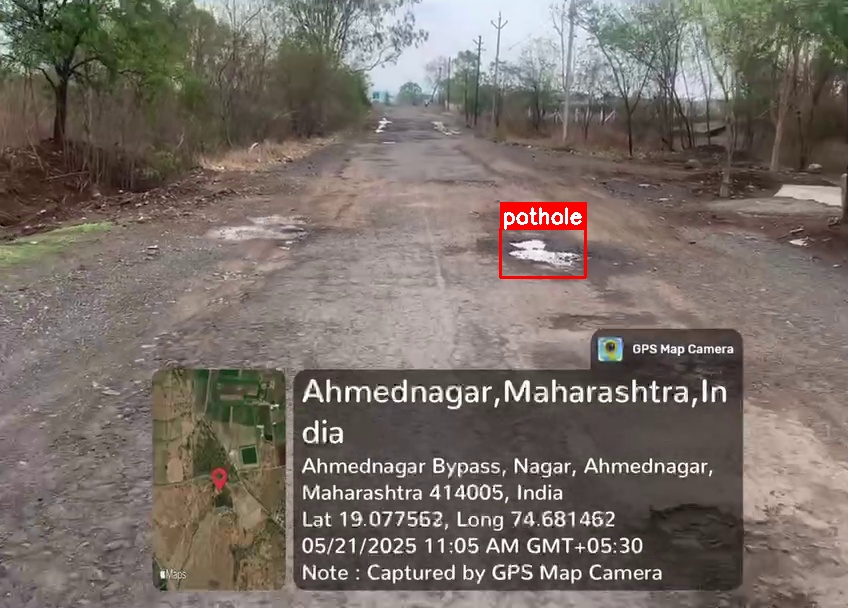 pothole
GPS Map Camera
Ahmednagar,Maharashtra,In
dia
Ahmednagar Bypass, Nagar, Ahmednagar,
Maharashtra 414005, India
Lat 19.077562, Long 74.681462
05/21/2025 11:05 AM GMT+05:30
Note : Captured by GPS Map Camera
Maps